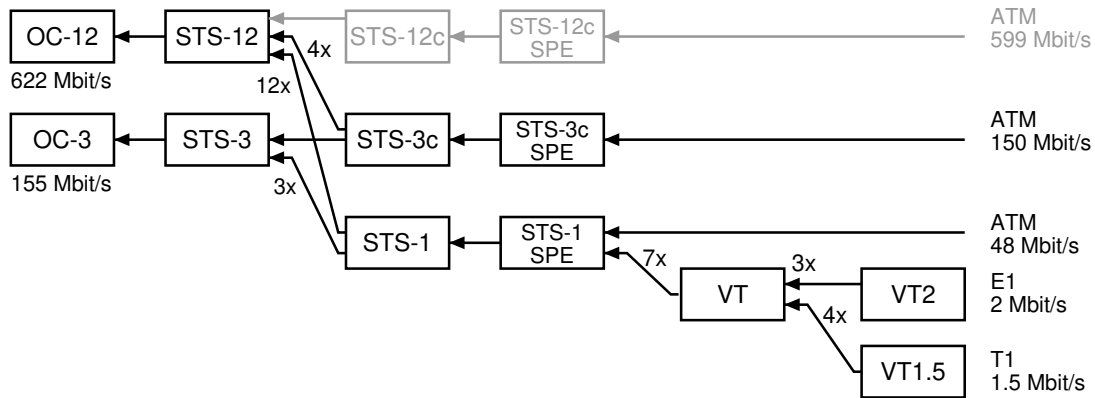 OC-12
STS-12
STS-12c
STS-12c
SPE
ATM
599 Mbit/s
622 Mbit/s
4x
12x
OC-3
STS-3
STS-3c
STS-3c
SPE
ATM
150 Mbit/s
155 Mbit/s
3x
STS-1
STS-1
SPE
ATM
48 Mbit/s
7x
VT
3x
VT2
E1
2 Mbit/s
4x
VT1.5
T1
1.5 Mbit/s